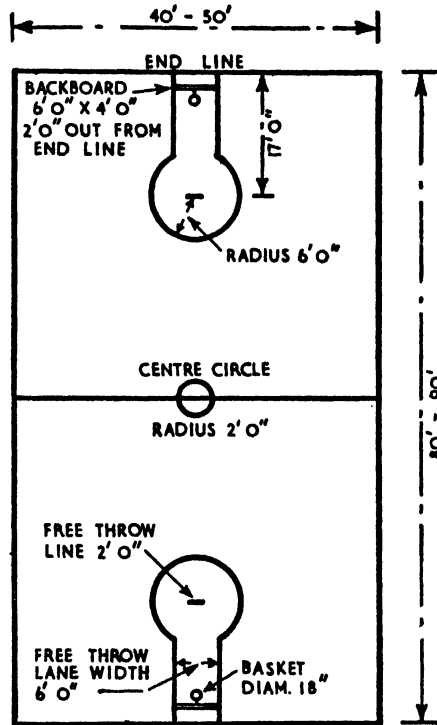 40' - 50'
END LINE
BACKBOARD
6'0" X 4'0"
2'0" OUT FROM
END LINE
17'0"
RADIUS 6'0"
CENTRE CIRCLE
RADIUS 2'0"
80' - 90'
FREE THROW
LINE 2'0"
FREE THROW
LANE WIDTH
6'0"
BASKET
DIAM. 18"